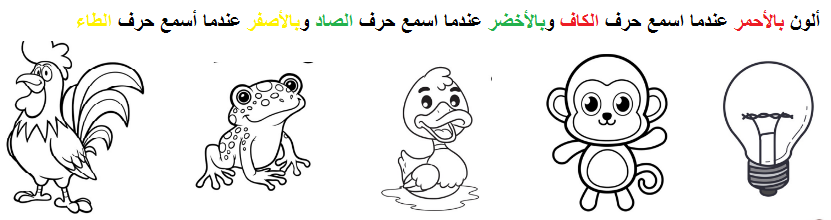 ألون بالأحمر عندما اسمع حرف الكاف وبالأخضر عندما اسمع حرف الصاد وبالأصفر عندما أسمع حرف الطاء